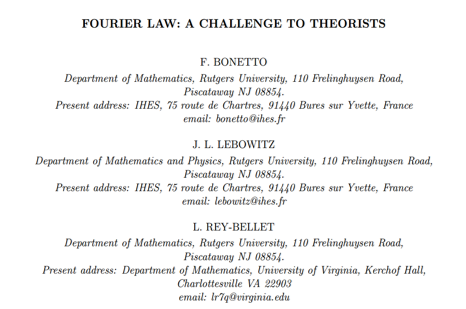 FOURIER LAW: A CHALLENGE TO THEORISTS
F. BONETTO
Department of Mathematics, Rutgers University, 110 Frelinghuysen Road,
Piscataway NJ 08854.
Present address: IHES, 75 route de Chartres, 91440 Bures sur Yvette, France
email: bonetto@ihes.fr
J. L. LEBOWITZ
Department of Mathematics and Physics, Rutgers University, 110 Frelinghuysen Road,
Piscataway NJ 08854.
Present address: IHES, 75 route de Chartres, 91440 Bures sur Yvette, France
email: lebowitz@ihes.fr
L. REY-BELLET
Department of Mathematics, Rutgers University, 110 Frelinghuysen Road,
Piscataway NJ 08854.
Present address: Department of Mathematics, University of Virginia, Kerchof Hall,
Charlottesville VA 22903
email: lr7q@virginia.edu